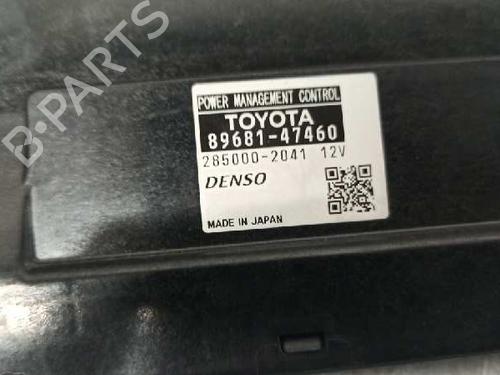 B-PARTS
POWER MANAGEMENT CONTROL
TOYOTA
89681-47460
285000-2041 12V
DENSO
MADE IN JAPAN